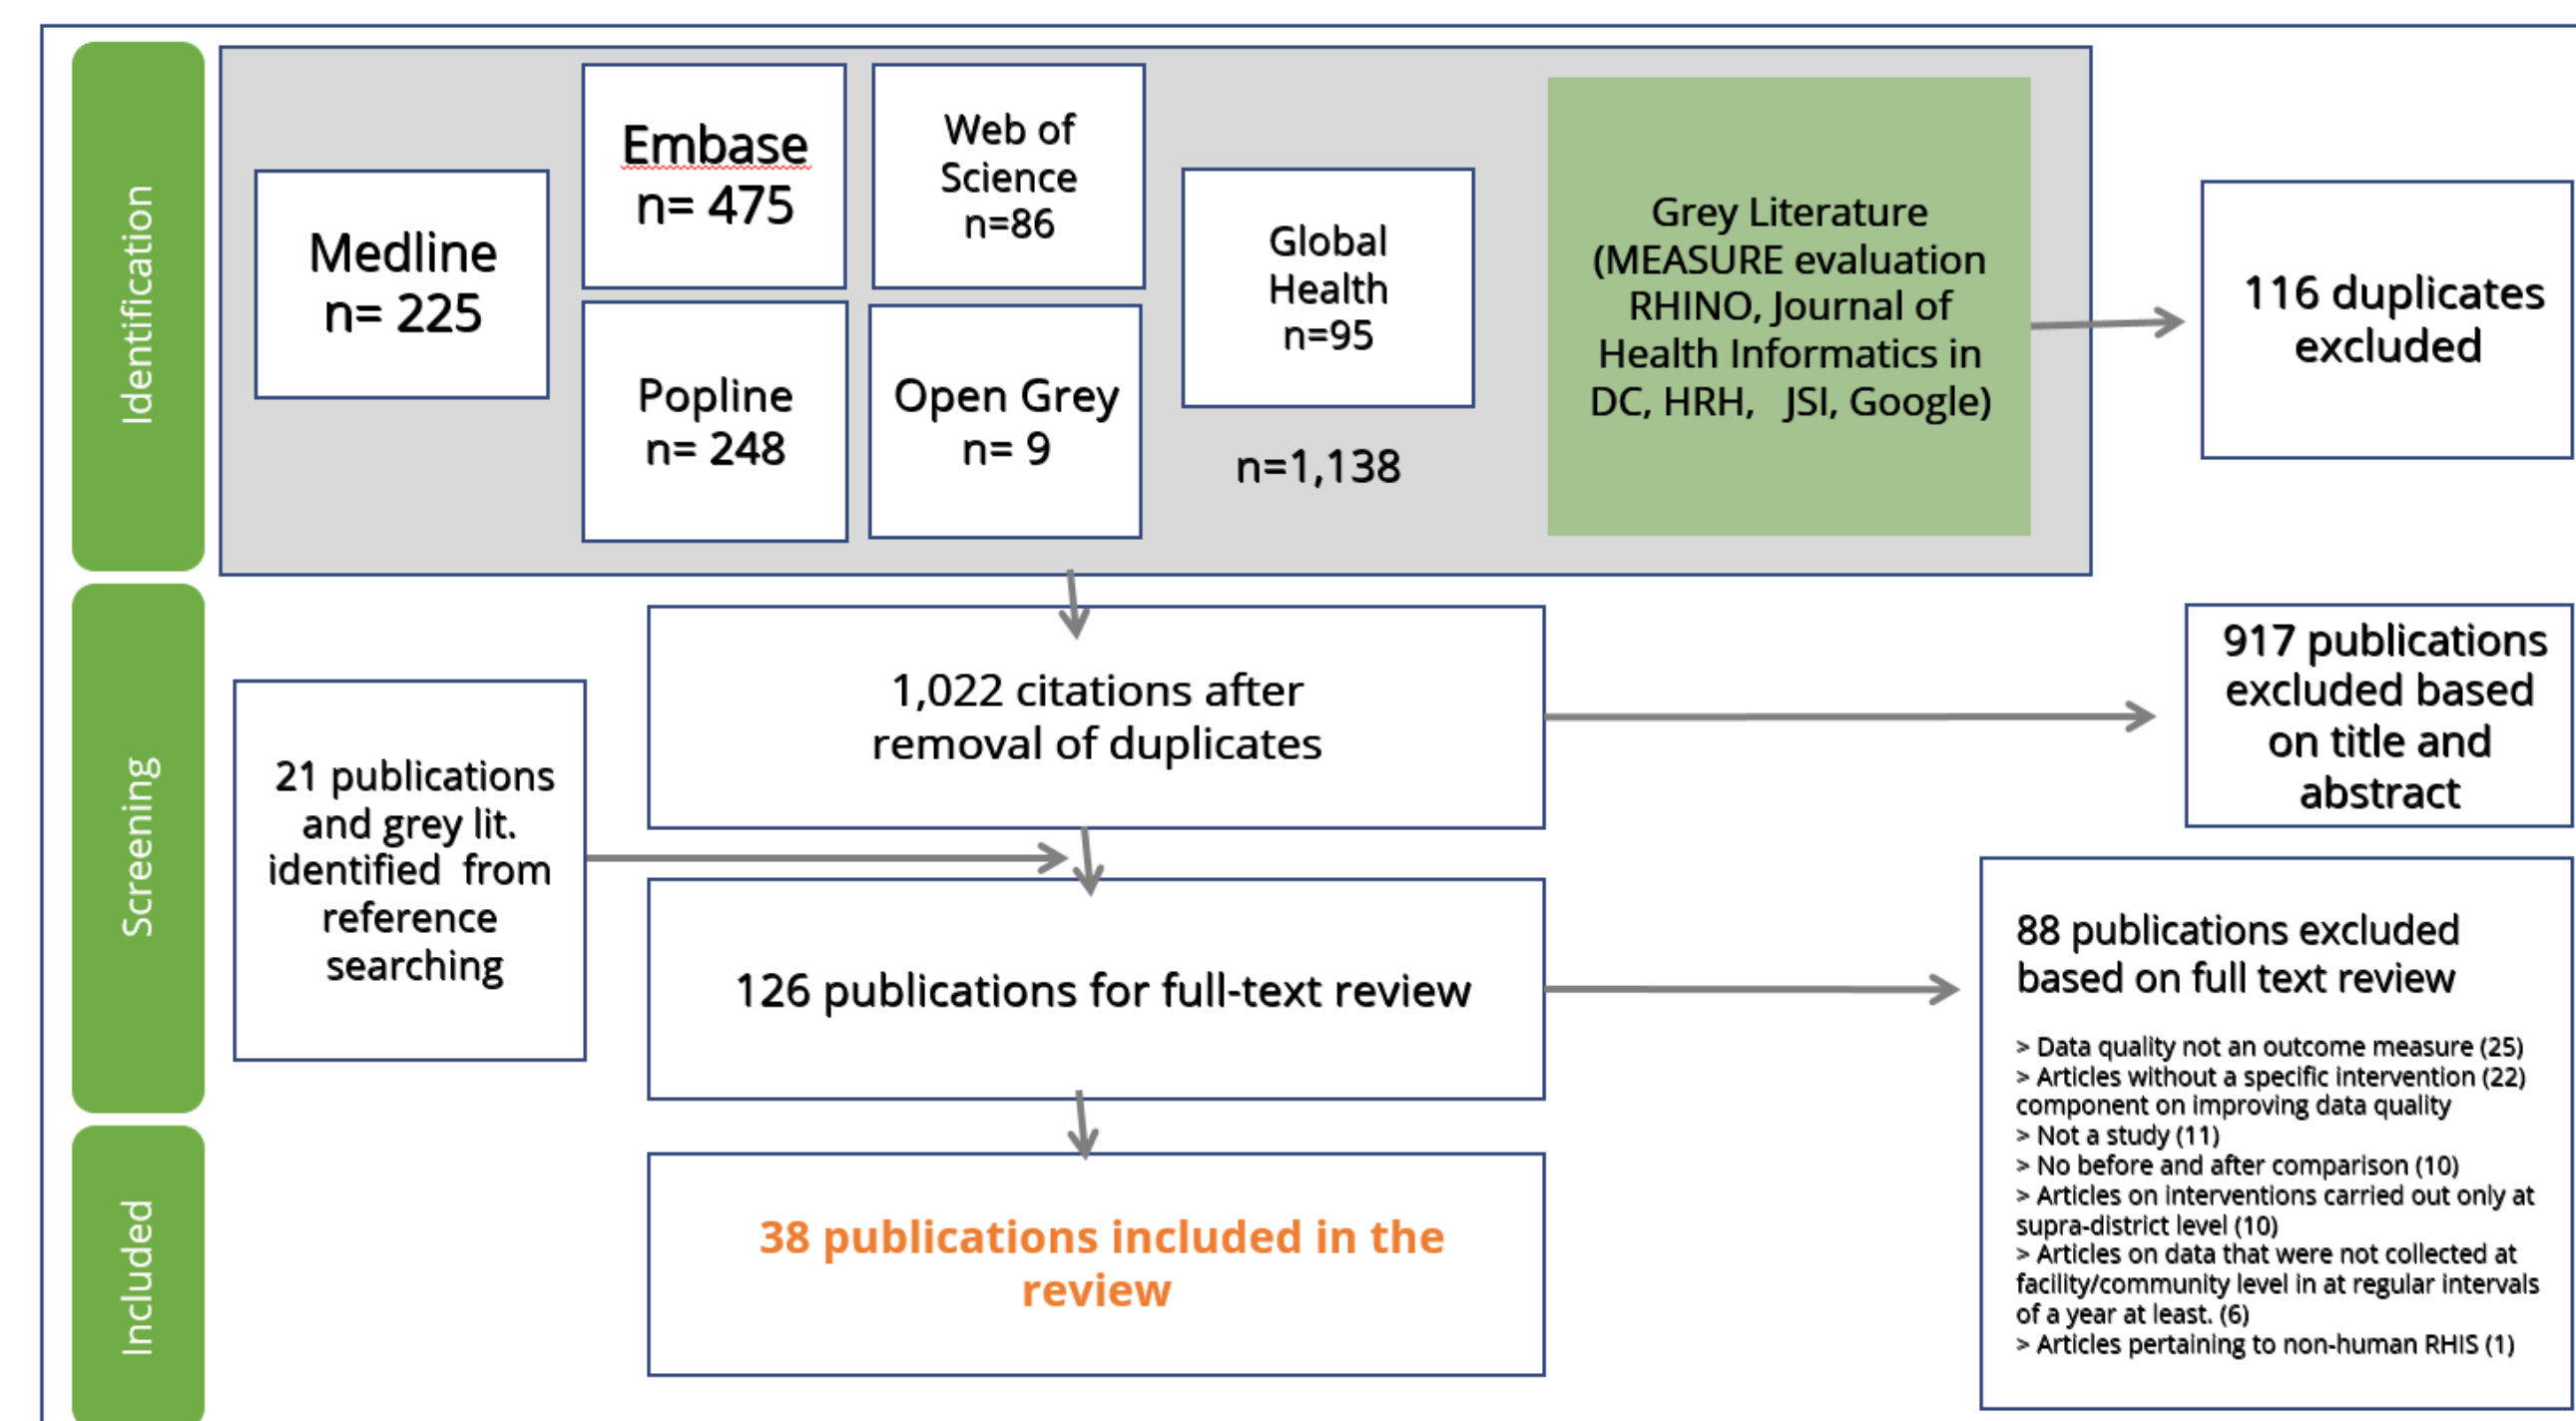 Identification
Medline
n= 225
Embase
n= 475
Popline
n= 248
Web of
Science
n=86
Open Grey
n= 9
Global
Health
n=95
n=1,138
Grey Literature
(MEASURE evaluation
RHINO, Journal of
Health Informatics in
DC, HRH,   JSI, Google)
116 duplicates
excluded
Screening
21 publications
and grey lit.
identified  from
reference
searching
1,022 citations after
removal of duplicates
917 publications
excluded based
on title and
abstract
126 publications for full-text review
88 publications excluded
based on full text review
> Data quality not an outcome measure (25)
> Articles without a specific intervention (22)
component on improving data quality
> Not a study (11)
> No before and after comparison (10)
> Articles on interventions carried out only at
supra-district level (10)
> Articles on data that were not collected at
facility/community level in at regular intervals
of a year at least. (6)
> Articles pertaining to non-human RHIS (1)
Included
38 publications included in the
review